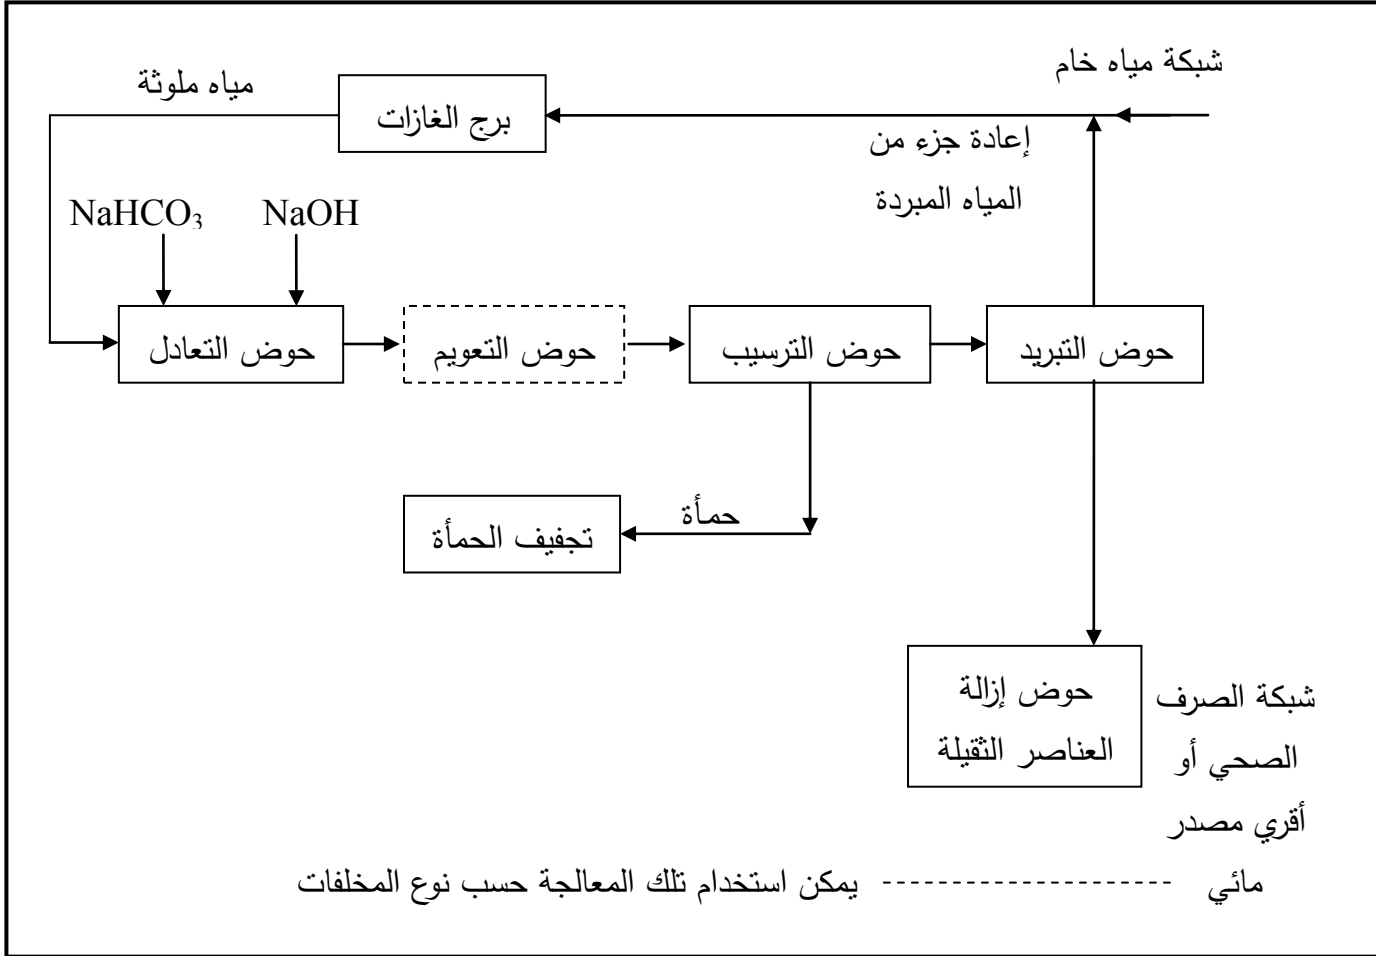 شبكة مياه خام
مياه ملوثة
برج الغازات
إعادة جزء من
المياه المبردة
NaHCO₃
NaOH
حوض التعادل
حوض التعويم
حوض الترسيب
حوض التبريد
حمأة
تجفيف الحمأة
حوض إزالة
العناصر الثقيلة
شبكة الصرف
الصحي أو
أقري مصدر
مائي
يمكن استخدام تلك المعالجة حسب نوع المخلفات